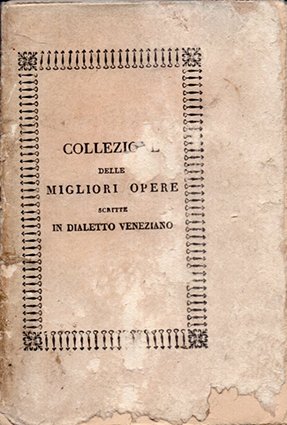 COLLEZIONE
DELLE
MIGLIORI OPERE
SCRITTE
IN DIALETTO VENEZIANO